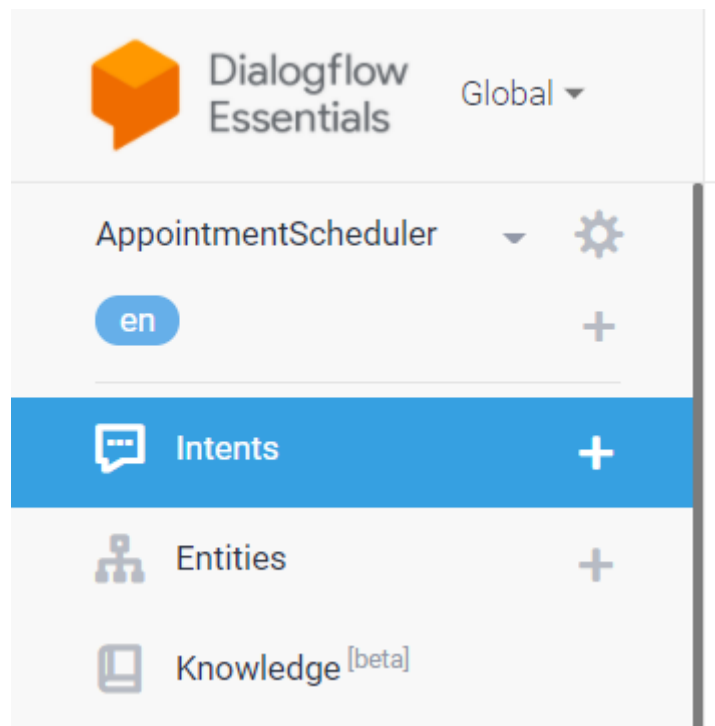 Dialogflow
Essentials
Global
AppointmentScheduler
en
Intents
Entities
Knowledge [beta]